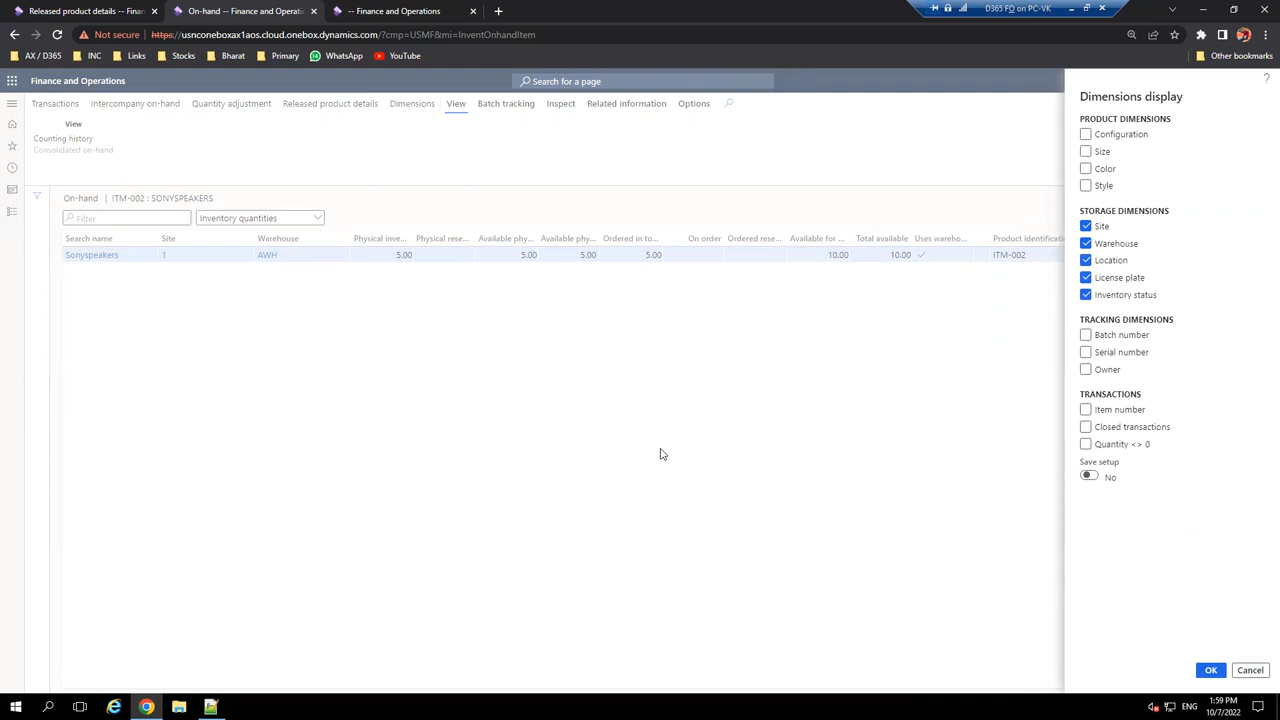 Released product details -- Finan
On-hand -- Finance and Operation
-- Finance and Operations
D365 FO on PC-VK
Not secure
https://usnconeboxax1aos.cloud.onebox.dynamics.com/?cmp=USMF&mi=InventOnhandItem
AX / D365
INC
Links
Stocks
Bharat
Primary
WhatsApp
YouTube
Other bookmarks
Finance and Operations
Search for a page
Transactions
Intercompany on-hand
Quantity adjustment
Released product details
Dimensions
View
Batch tracking
Inspect
Related information
Options
View
Counting history
Consolidated on-hand
On-hand | ITM-002 : SONYSPEAKERS
Filter
Inventory quantities
Search name Site Warehouse Physical inve... Physical rese... Available phy... Available phy... Ordered in to... On order Ordered rese... Available for ... Total available Uses wareho... Product identificatio
Sonyspeakers 1 AWH 5.00 5.00 5.00 5.00 10.00 10.00 ITM-002
?
Dimensions display
PRODUCT DIMENSIONS
Configuration
Size
Color
Style
STORAGE DIMENSIONS
Site
Warehouse
Location
License plate
Inventory status
TRACKING DIMENSIONS
Batch number
Serial number
Owner
TRANSACTIONS
Item number
Closed transactions
Quantity <> 0
Save setup
No
OK
Cancel
ENG
1:59 PM
10/7/2022